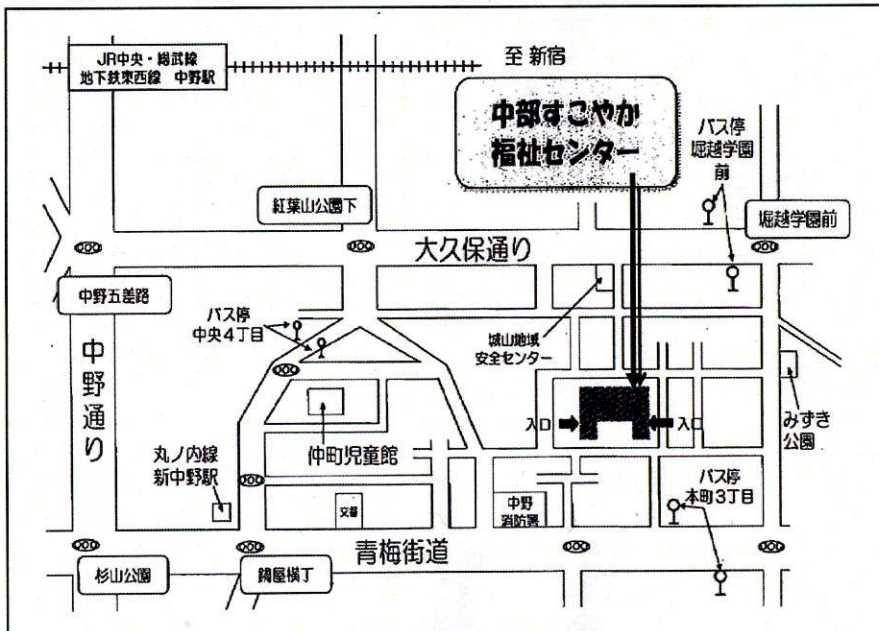 JR中央・総武線
地下鉄東西線 中野駅
至 新宿
中部すこやか
福祉センター
バス停
堀越学園
前
紅葉山公園下
堀越学園前
大久保通り
中野五差路
バス停
中央4丁目
城山地域
安全センター
中野通り
入口
入口
みずき
公園
丸ノ内線
新中野駅
仲町児童館
バス停
本町3丁目
交番
中野
消防署
青梅街道
杉山公園
鍋屋横丁